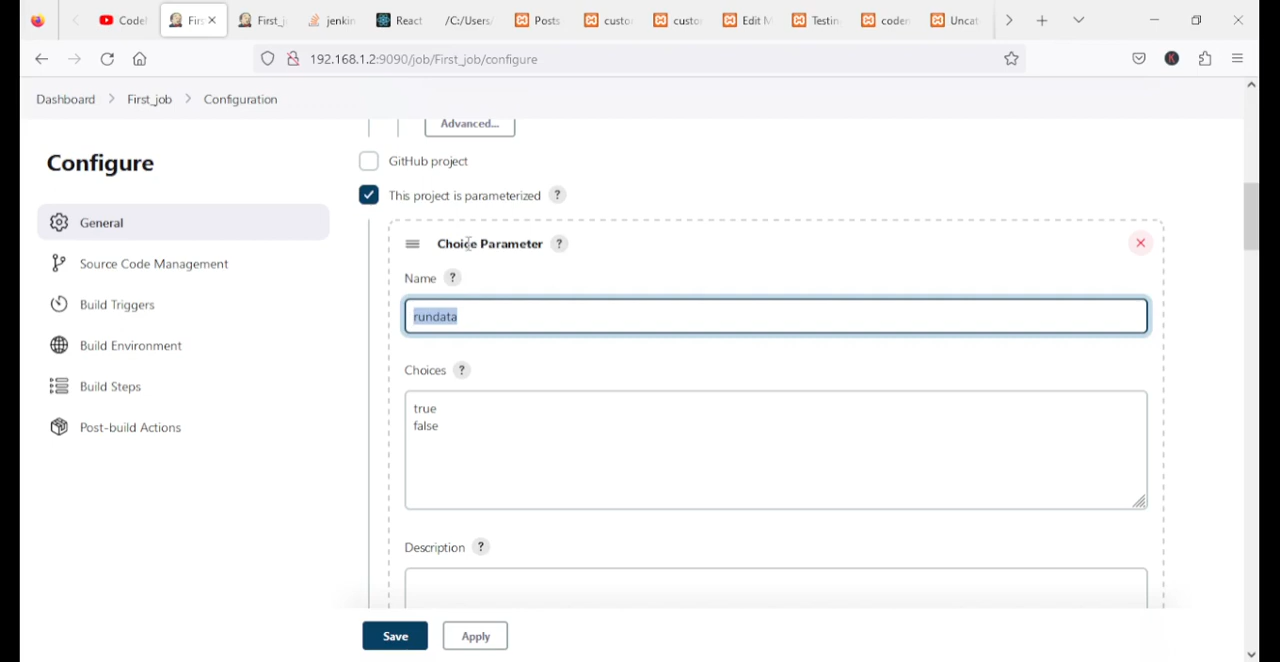 Code
Firs
First_j
jenkin
React
/C:/Users/
Posts
custo
custo
Edit M
Testin
coder
Uncat
192.168.1.2:9090/job/First_job/configure
K
Dashboard > First_job > Configuration
Advanced...
Configure
GitHub project
This project is parameterized ?
General
Source Code Management
Build Triggers
Build Environment
Build Steps
Post-build Actions
Choice Parameter ?
Name ?
rundata
Choices ?
true
false
Description ?
Save
Apply